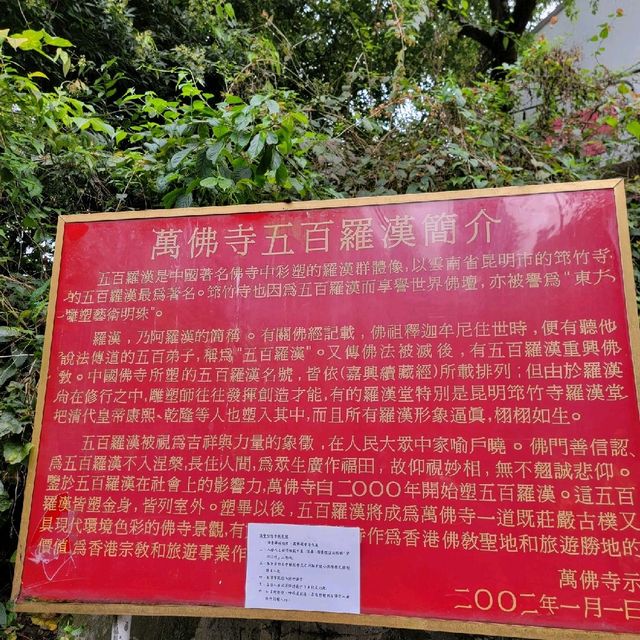 萬佛寺五百羅漢簡介
五百羅漢是中國著名佛寺中彩塑的羅漢群體像,以雲南省昆明市的筇竹寺
的五百羅漢最爲著名。筇竹寺也因爲五百羅漢而享譽世界佛壇,亦被譽爲“東方
雕塑藝術明珠”。
羅漢,乃阿羅漢的簡稱。有關佛經記載,佛祖釋迦牟尼住世時,便有聽他
說法傳道的五百弟子,稱爲“五百羅漢”。又傳佛法被滅後,有五百羅漢重興佛
教。中國佛寺所塑的五百羅漢名號,皆依(嘉興續藏經)所載排列;但由於羅漢
尚在修行之中,雕塑師往往發揮創造才能,有的羅漢堂特別是昆明筇竹寺羅漢堂
把清代皇帝康熙、乾隆等人也塑入其中,而且所有羅漢形象逼眞,栩栩如生。
五百羅漢被視爲吉祥與力量的象徵,在人民大眾中家喻戶曉。佛門善信認
爲五百羅漢不入涅槃,長住人間,爲眾生廣作福田,故仰視妙相,無不翹誠悲仰。
鑒於五百羅漢在社會上的影響力,萬佛寺自二〇〇〇年開始塑五百羅漢。這五百
羅漢皆塑金身,皆列室外。塑畢以後,五百羅漢將成爲萬佛寺一道既莊嚴古樸又
具現代環境色彩的佛寺景觀,有 寺作爲香港佛教聖地和旅遊勝地的
價値,爲香港宗教和旅遊事業作
萬佛寺示
二〇〇二年一月一日